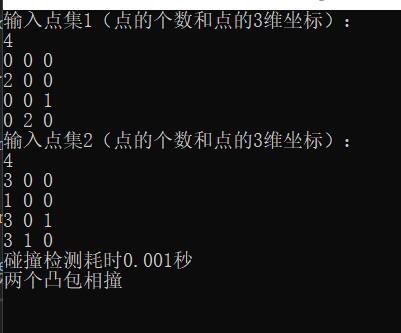 输入点集1（点的个数和点的3维坐标）：
4
0 0 0
2 0 0
0 0 1
0 2 0
输入点集2（点的个数和点的3维坐标）：
4
3 0 0
1 0 0
3 0 1
3 1 0
碰撞检测耗时0.001秒
两个凸包相撞